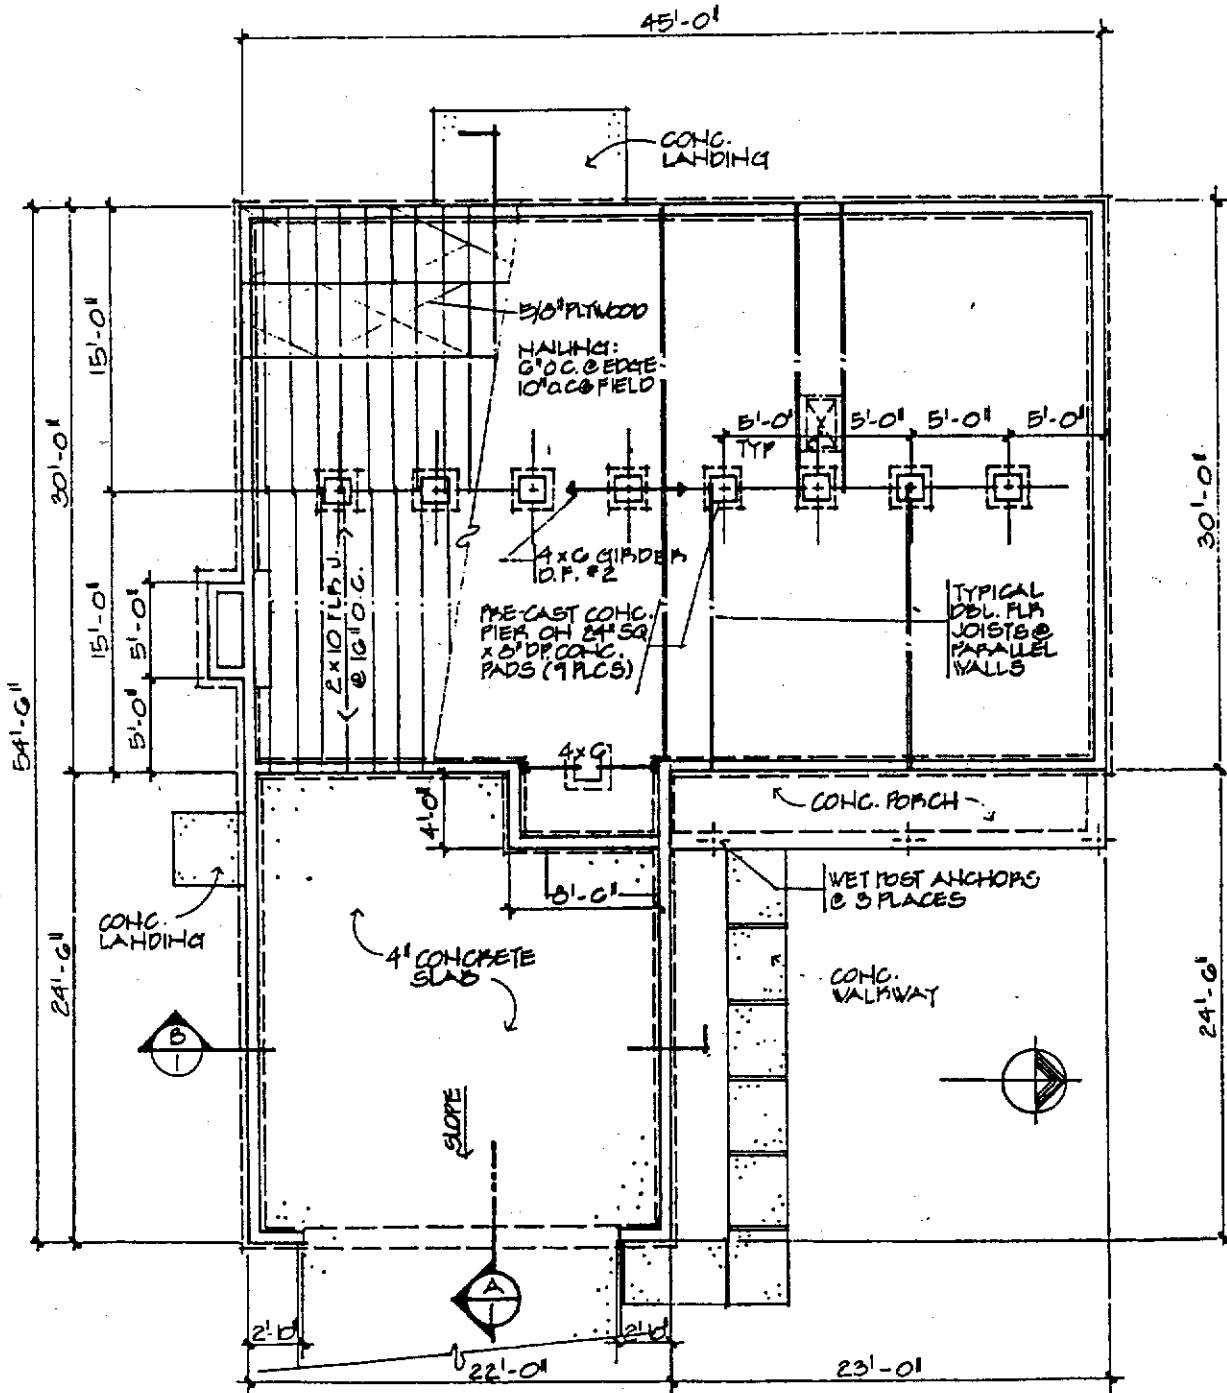 45'-0"
CONC.
LANDING
5/8" PLYWOOD
NAILING:
6" O.C. @ EDGE
10" O.C @ FIELD
15'-0"
30'-0"
54'-6"
5'-0"
TYP
5'-0"
5'-0"
5'-0"
30'-0"
4x6 GIRDER
D.F. #2
2x10 FLR J.
@ 16" O.C.
PRE-CAST CONC.
PIER ON 24" SQ
x 8" DP. CONC.
PADS (9 PLCS)
TYPICAL
DBL. FLR
JOISTS @
PARALLEL
WALLS
15'-0"
5'-0"
5'-0"
4x6
4'-0"
CONC. PORCH
8'-6"
WET POST ANCHORS
@ 3 PLACES
CONC.
LANDING
4" CONCRETE
SLAB
CONC.
WALKWAY
24'-6"
24'-6"
B
1
SLOPE
A
1
2'-10"
2'-10"
22'-0"
23'-0"